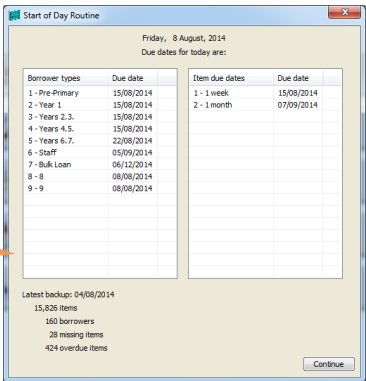 Start of Day Routine
Friday, 8 August, 2014
Due dates for today are:
Borrower types Due date
1 - Pre-Primary 15/08/2014
2 - Year 1 15/08/2014
3 - Years 2.3. 15/08/2014
4 - Years 4.5. 15/08/2014
5 - Years 6.7. 22/08/2014
6 - Staff 05/09/2014
7 - Bulk Loan 06/12/2014
8 - 8 08/08/2014
9 - 9 08/08/2014
Item due dates Due date
1 - 1 week 15/08/2014
2 - 1 month 07/09/2014
Latest backup: 04/08/2014
15,826 items
160 borrowers
28 missing items
424 overdue items
Continue